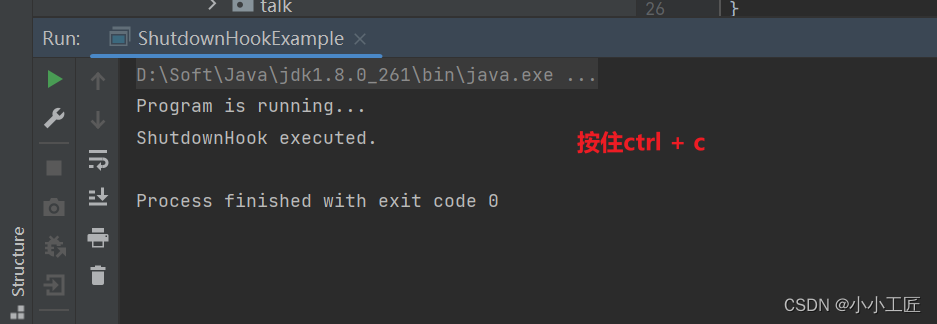 talk
26
}
Run: ShutdownHookExample
D:\Soft\Java\jdk1.8.0_261\bin\java.exe ...
Program is running...
ShutdownHook executed.
按住ctrl + c
Process finished with exit code 0
Structure
CSDN @小小工匠